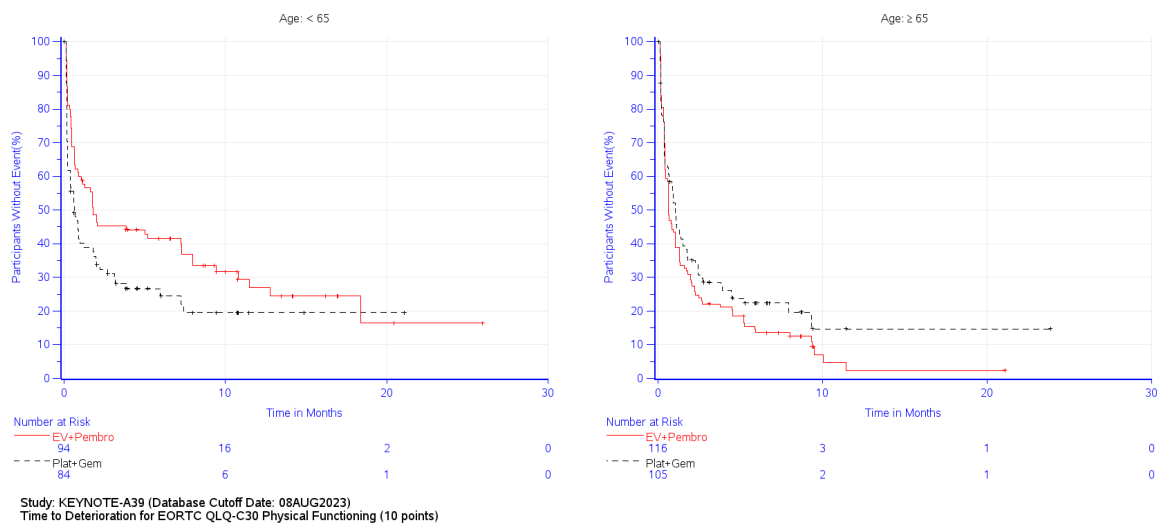 Age: < 65
Participants Without Event(%)
100
90
80
70
60
50
40
30
20
10
0
0 10 20 30
Time in Months
Number at Risk
EV+Pembro
94 16 2 0
Plat+Gem
84 6 1 0
Age: ≥ 65
Participants Without Event(%)
100
90
80
70
60
50
40
30
20
10
0
0 10 20 30
Time in Months
Number at Risk
EV+Pembro
116 3 1 0
Plat+Gem
105 2 1 0
Study: KEYNOTE-A39 (Database Cutoff Date: 08AUG2023)
Time to Deterioration for EORTC QLQ-C30 Physical Functioning (10 points)